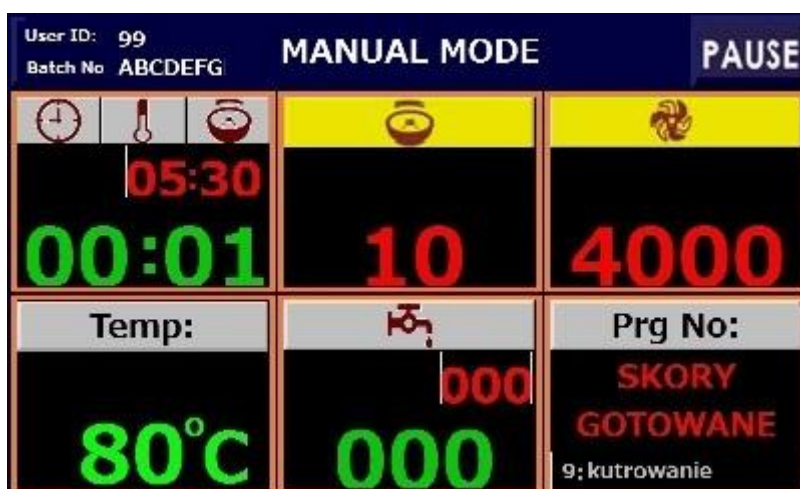 User ID: 99
Batch No ABCDEFG
MANUAL MODE
PAUSE
05:30
00:01
10
4000
Temp:
80°C
000
000
Prg No:
SKORY
GOTOWANE
9:kutrowanie